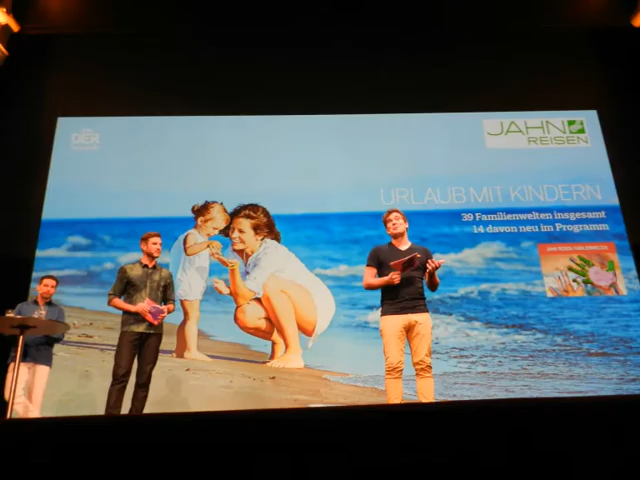 DER
JAHN
REISEN
URLAUB MIT KINDERN
39 Familienwelten insgesamt
14 davon neu im Programm